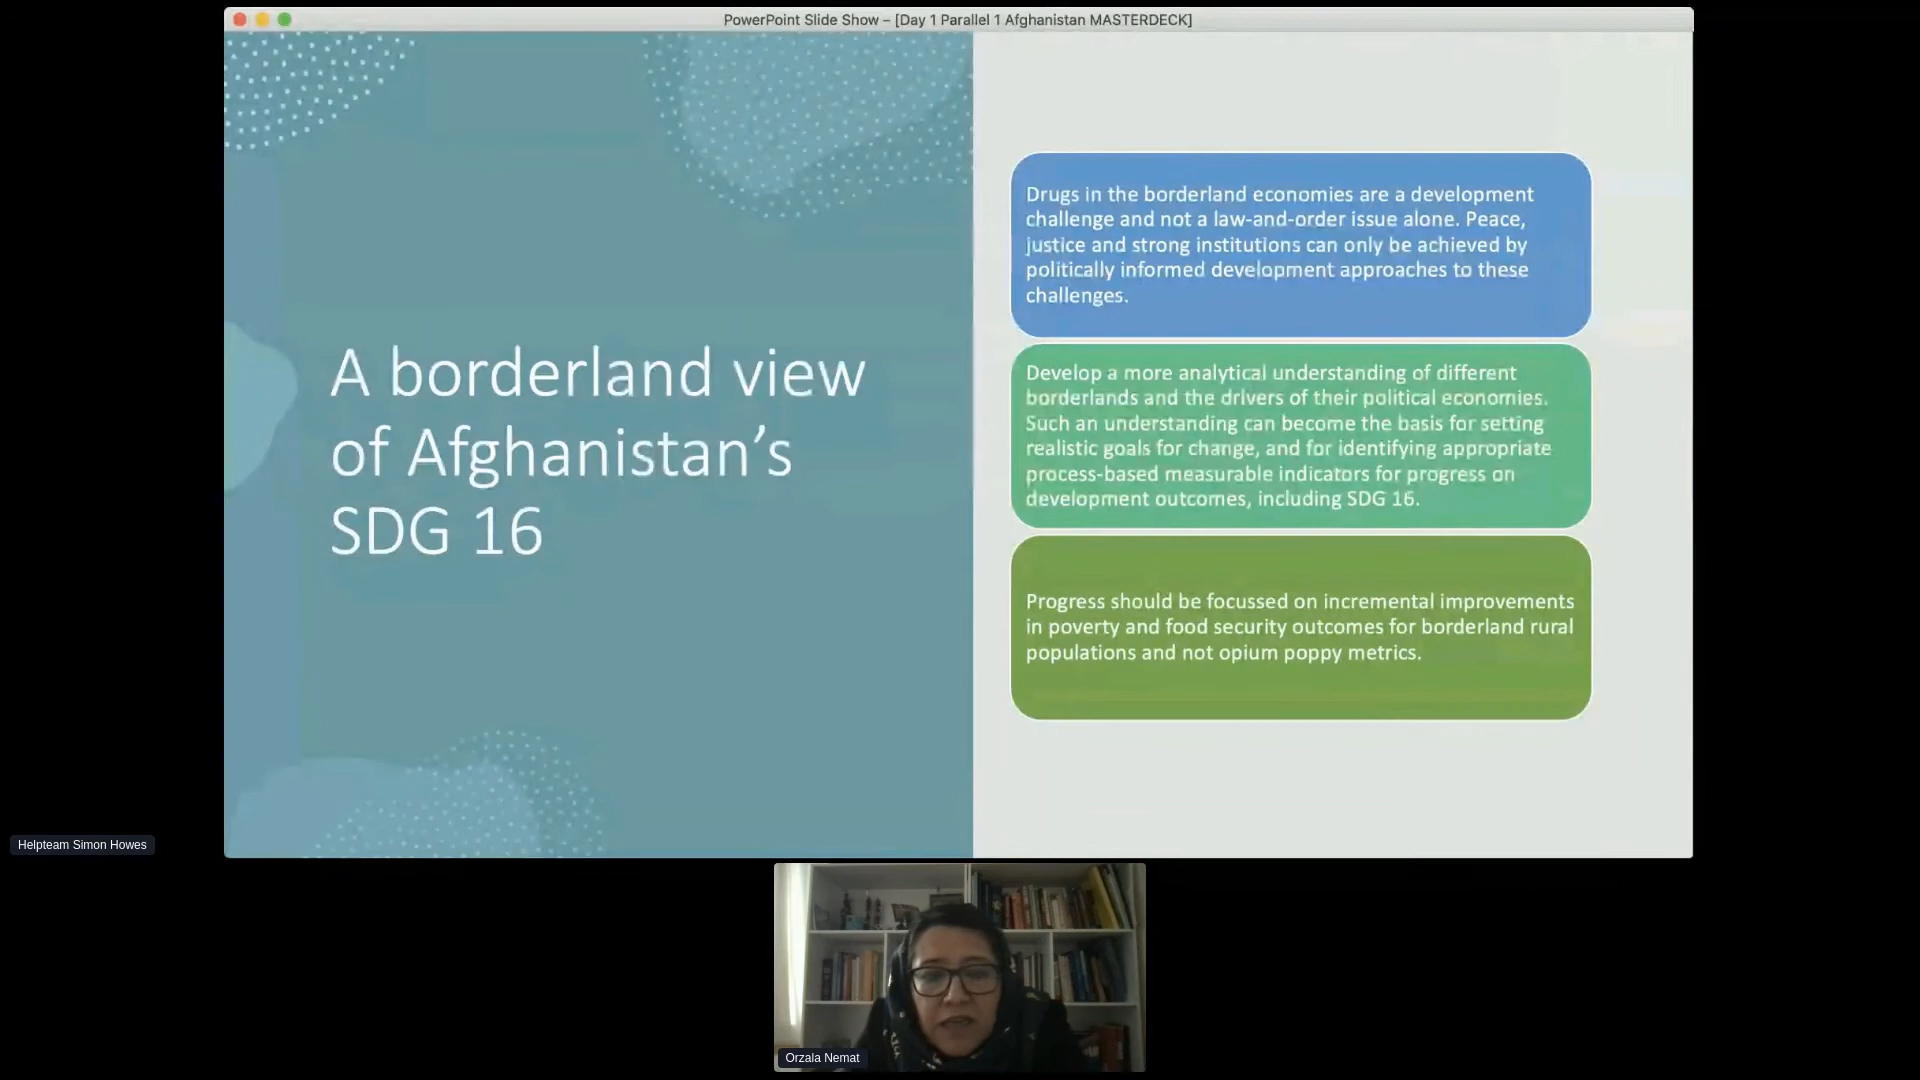 PowerPoint Slide Show – [Day 1 Parallel 1 Afghanistan MASTERDECK]
A borderland view
of Afghanistan’s
SDG 16
Drugs in the borderland economies are a development
challenge and not a law-and-order issue alone. Peace,
justice and strong institutions can only be achieved by
politically informed development approaches to these
challenges.
Develop a more analytical understanding of different
borderlands and the drivers of their political economies.
Such an understanding can become the basis for setting
realistic goals for change, and for identifying appropriate
process-based measurable indicators for progress on
development outcomes, including SDG 16.
Progress should be focussed on incremental improvements
in poverty and food security outcomes for borderland rural
populations and not opium poppy metrics.
Helpteam Simon Howes
Orzala Nemat